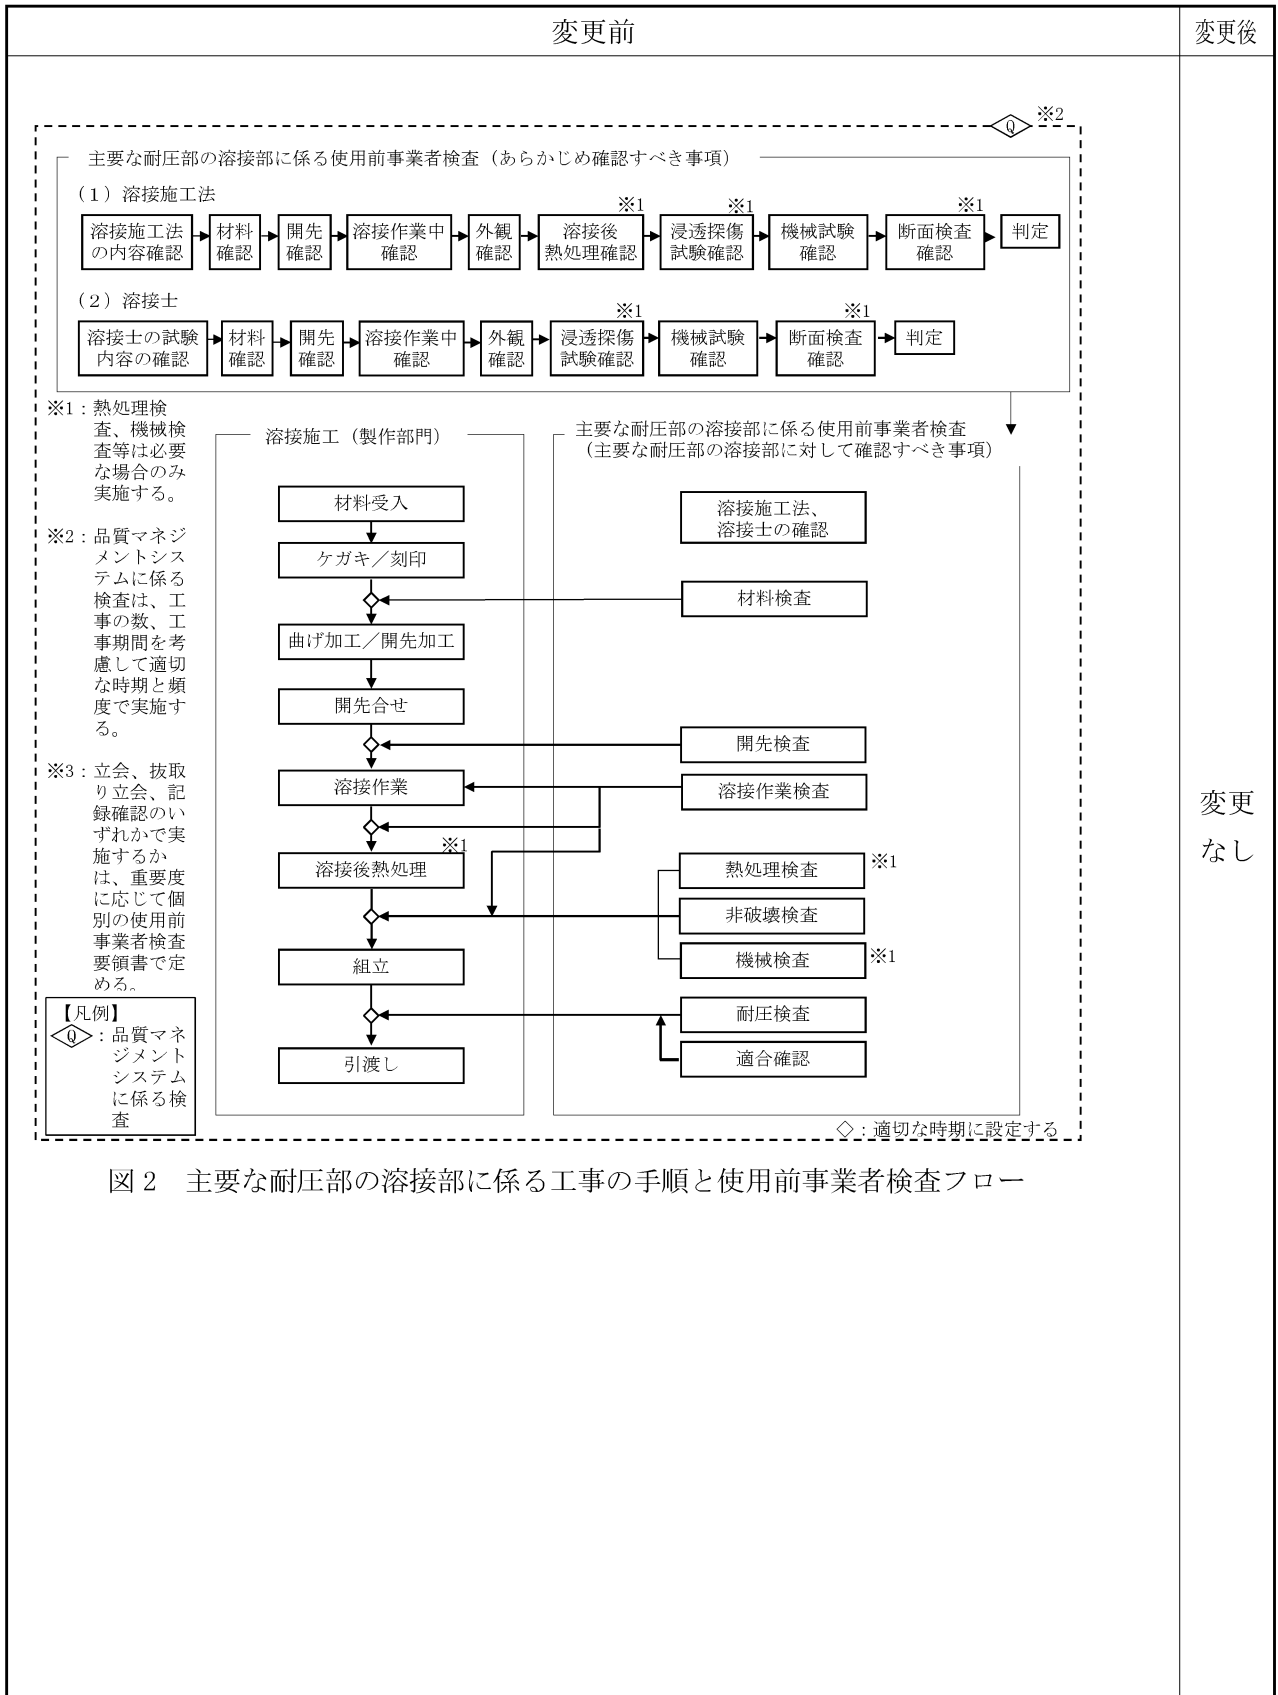 変更前
変更後
Q
※2
主要な耐圧部の溶接部に係る使用前事業者検査（あらかじめ確認すべき事項）
（１）溶接施工法
※1
※1
※1
溶接施工法
の内容確認
材料
確認
開先
確認
溶接作業中
確認
外観
確認
溶接後
熱処理確認
浸透探傷
試験確認
機械試験
確認
断面検査
確認
判定
（２）溶接士
※1
※1
溶接士の試験
内容の確認
材料
確認
開先
確認
溶接作業中
確認
外観
確認
浸透探傷
試験確認
機械試験
確認
断面検査
確認
判定
※1：熱処理検
査、機械検
査等は必要
な場合のみ
実施する。
※2：品質マネジ
メントシス
テムに係る
検査は、工
事の数、工
事期間を考
慮して適切
な時期と頻
度で実施す
る。
※3：立会、抜取
り立会、記
録確認のい
ずれかで実
施するか
は、重要度
に応じて個
別の使用前
事業者検査
要領書で定
める。
【凡例】
Q：品質マネ
ジメント
システム
に係る検
査
溶接施工（製作部門）
材料受入
ケガキ／刻印
曲げ加工／開先加工
開先合せ
溶接作業
※1
溶接後熱処理
組立
引渡し
主要な耐圧部の溶接部に係る使用前事業者検査
（主要な耐圧部の溶接部に対して確認すべき事項）
溶接施工法、
溶接士の確認
材料検査
開先検査
溶接作業検査
熱処理検査
※1
非破壊検査
機械検査
※1
耐圧検査
適合確認
◇：適切な時期に設定する
図２　主要な耐圧部の溶接部に係る工事の手順と使用前事業者検査フロー
変更
なし